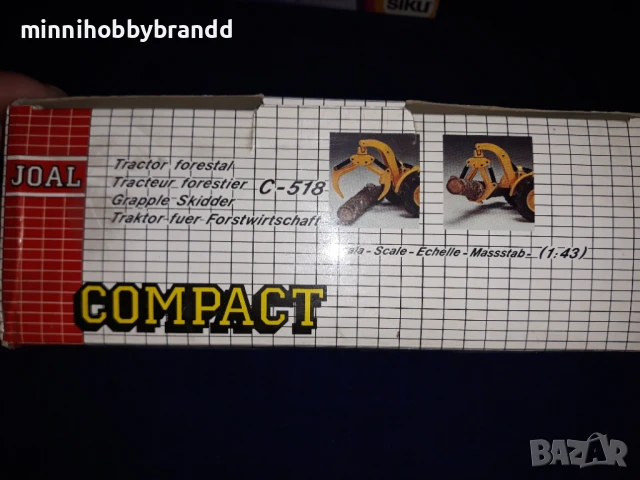 minnihobbybrandd
siku
JOAL
Tractor forestal
Tracteur forestier C-518
Grapple Skidder
Traktor-fuer-Forstwirtschaft
- Scale - Echelle - Massstab - (1:43)
COMPACT
BAZAR